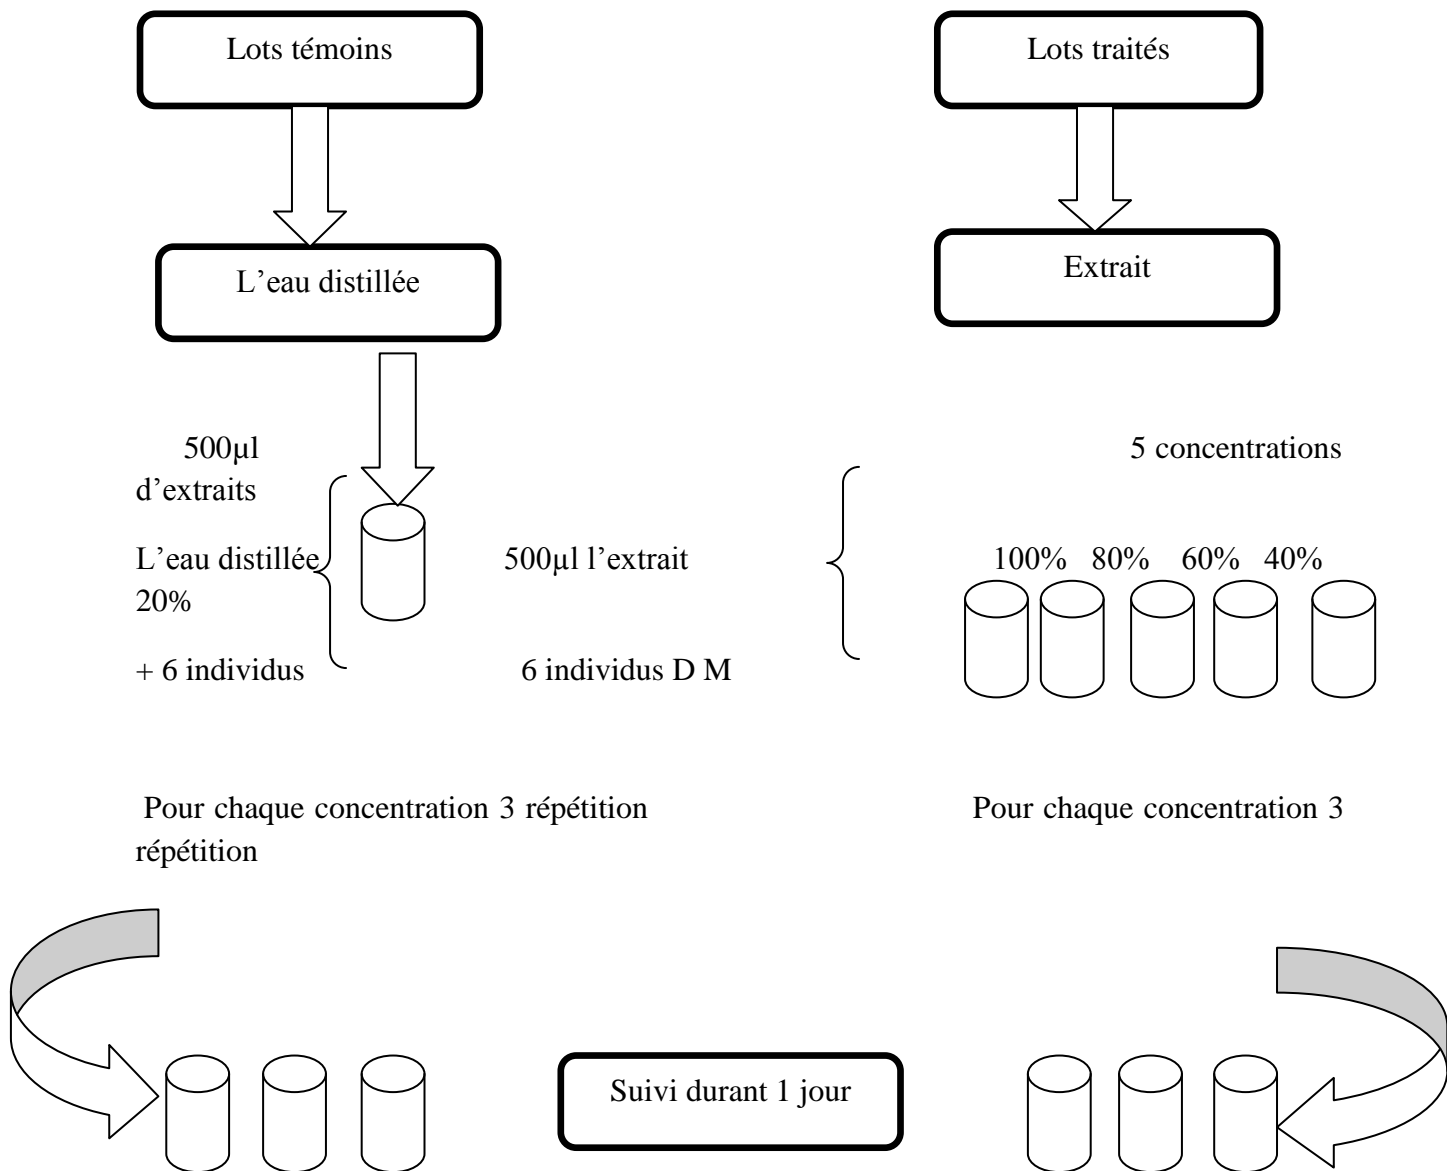 Lots témoins
Lots traités
L’eau distillée
Extrait
500µl 5 concentrations
d’extraits
L’eau distillée 500µl l’extrait 100% 80% 60% 40%
20%
+ 6 individus 6 individus D M
Pour chaque concentration 3 répétition Pour chaque concentration 3
répétition
Suivi durant 1 jour